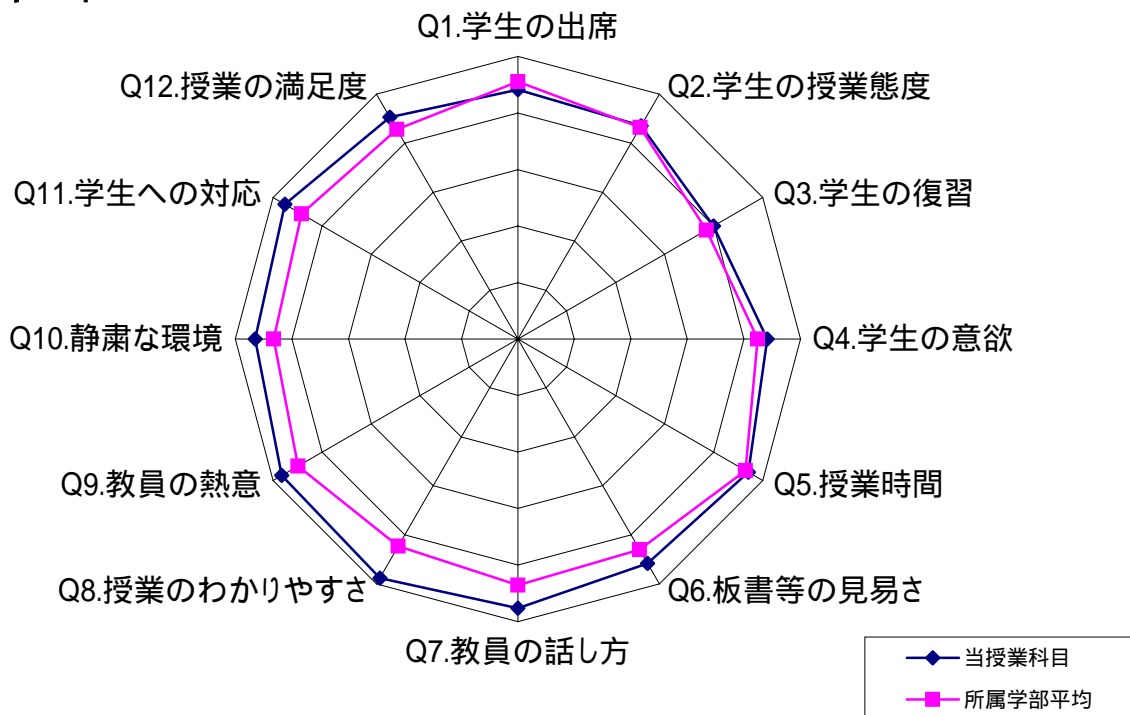 Q1.学生の出席
Q2.学生の授業態度
Q3.学生の復習
Q4.学生の意欲
Q5.授業時間
Q6.板書等の見易さ
Q7.教員の話し方
Q8.授業のわかりやすさ
Q9.教員の熱意
Q10.静粛な環境
Q11.学生への対応
Q12.授業の満足度
当授業科目
所属学部平均